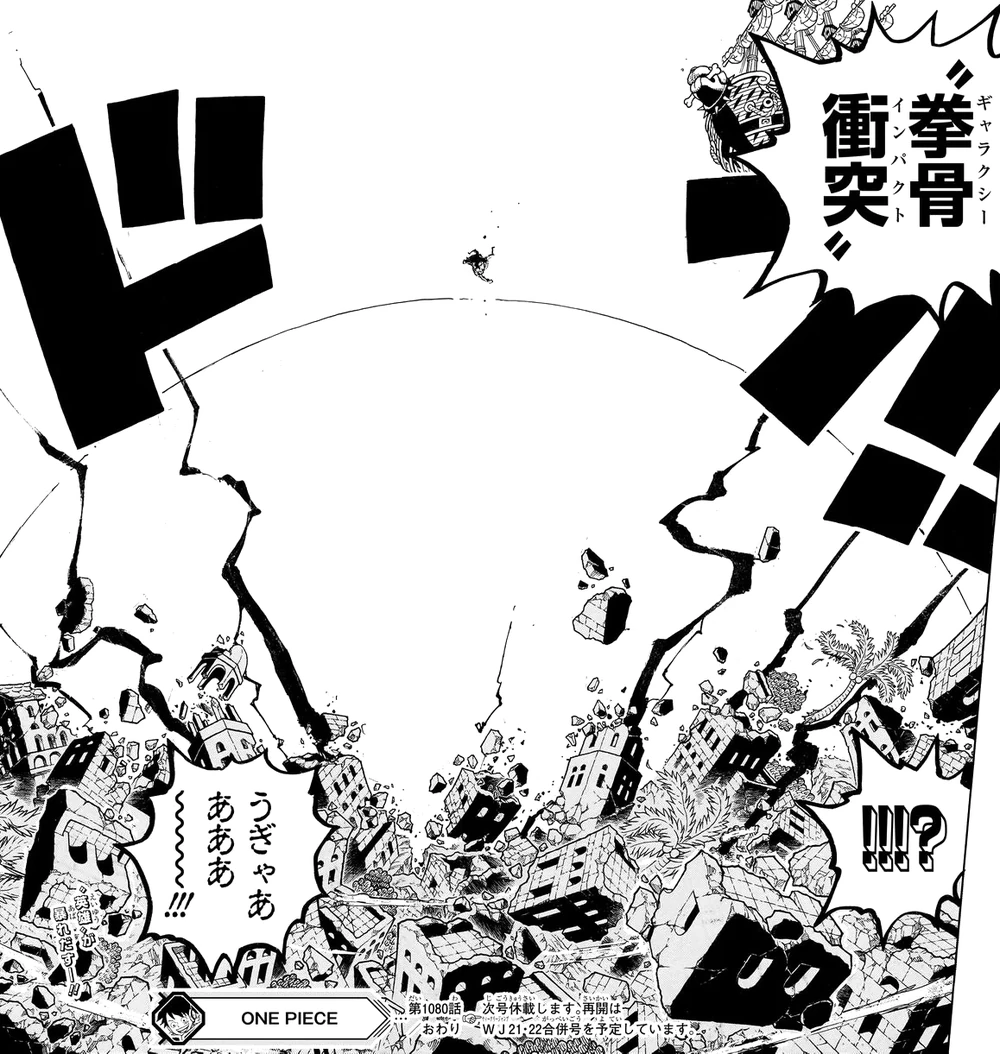 〝拳骨
衝突〟
ギャラクシー
インパクト
ドン!!
!!!?
うぎゃああ
あああ
〜〜〜!!!
英雄、が
暴れだすー!!
ONE PIECE
第1080話
おわり
次号休載します。再開は
WJ21・22合併号を予定しています。